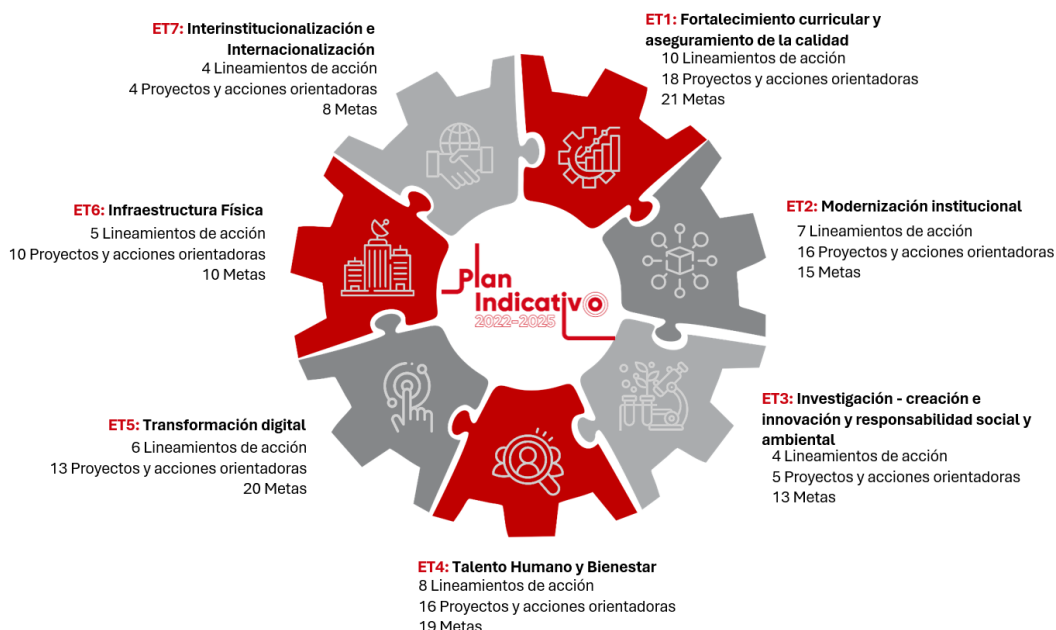 ET7: Interinstitucionalización e
Internacionalización
4 Lineamientos de acción
4 Proyectos y acciones orientadoras
8 Metas
ET1: Fortalecimiento curricular y
aseguramiento de la calidad
10 Lineamientos de acción
18 Proyectos y acciones orientadoras
21 Metas
ET6: Infraestructura Física
5 Lineamientos de acción
10 Proyectos y acciones orientadoras
10 Metas
ET2: Modernización institucional
7 Lineamientos de acción
16 Proyectos y acciones orientadoras
15 Metas
Plan
Indicativo
2022-2025
ET5: Transformación digital
6 Lineamientos de acción
13 Proyectos y acciones orientadoras
20 Metas
ET3: Investigación - creación e
innovación y responsabilidad social y
ambiental
4 Lineamientos de acción
5 Proyectos y acciones orientadoras
13 Metas
ET4: Talento Humano y Bienestar
8 Lineamientos de acción
16 Proyectos y acciones orientadoras
19 Metas